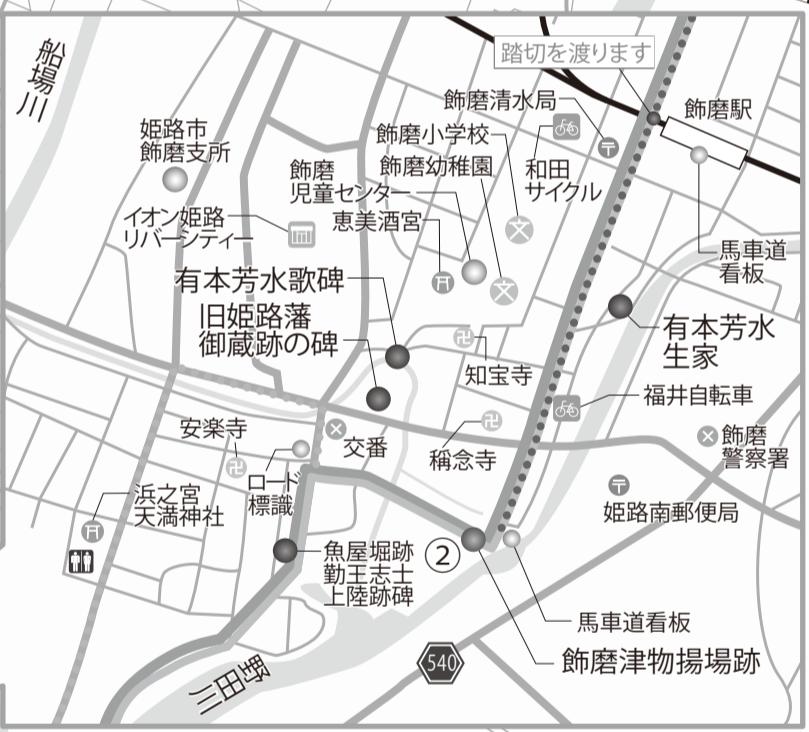 船場川
踏切を渡ります
飾磨清水局
飾磨駅
姫路市
飾磨支所
飾磨小学校
飾磨幼稚園
和田
サイクル
飾磨
児童センター
恵美酒宮
イオン姫路
リバーシティー
馬車道
看板
有本芳水歌碑
旧姫路藩
御蔵跡の碑
有本芳水
生家
知宝寺
福井自転車
安楽寺
交番
稱念寺
飾磨
警察署
ロード
標識
浜之宮
天満神社
姫路南郵便局
魚屋堀跡
勤王志士
上陸跡碑
②
馬車道看板
540
飾磨津物揚場跡
野田川